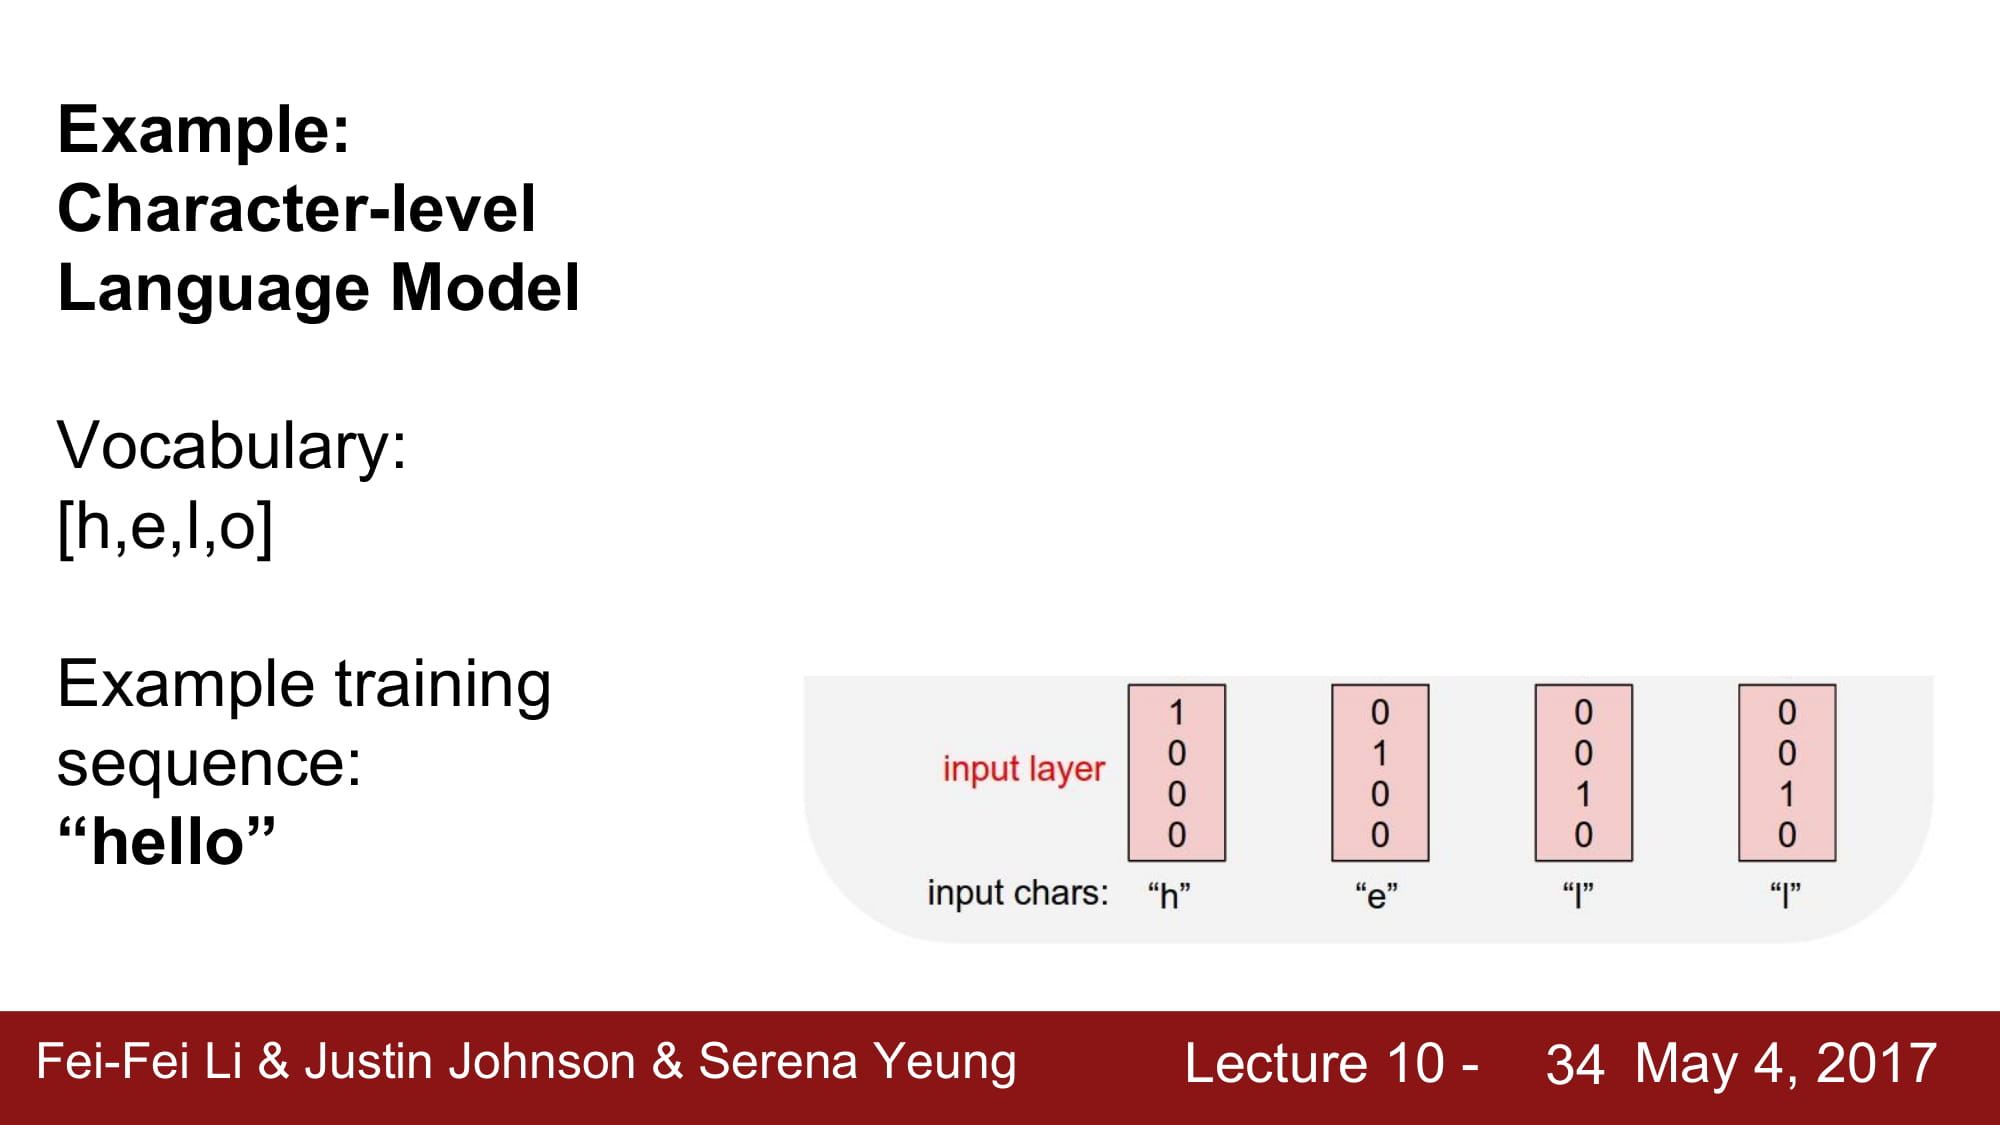 Example:
Character-level
Language Model
Vocabulary:
[h,e,l,o]
Example training
sequence:
“hello”
input layer
1 0 0 0
0 1 0 0
0 0 1 1
0 0 0 0
input chars: “h” “e” “l” “l”
Fei-Fei Li & Justin Johnson & Serena Yeung Lecture 10 - 34 May 4, 2017